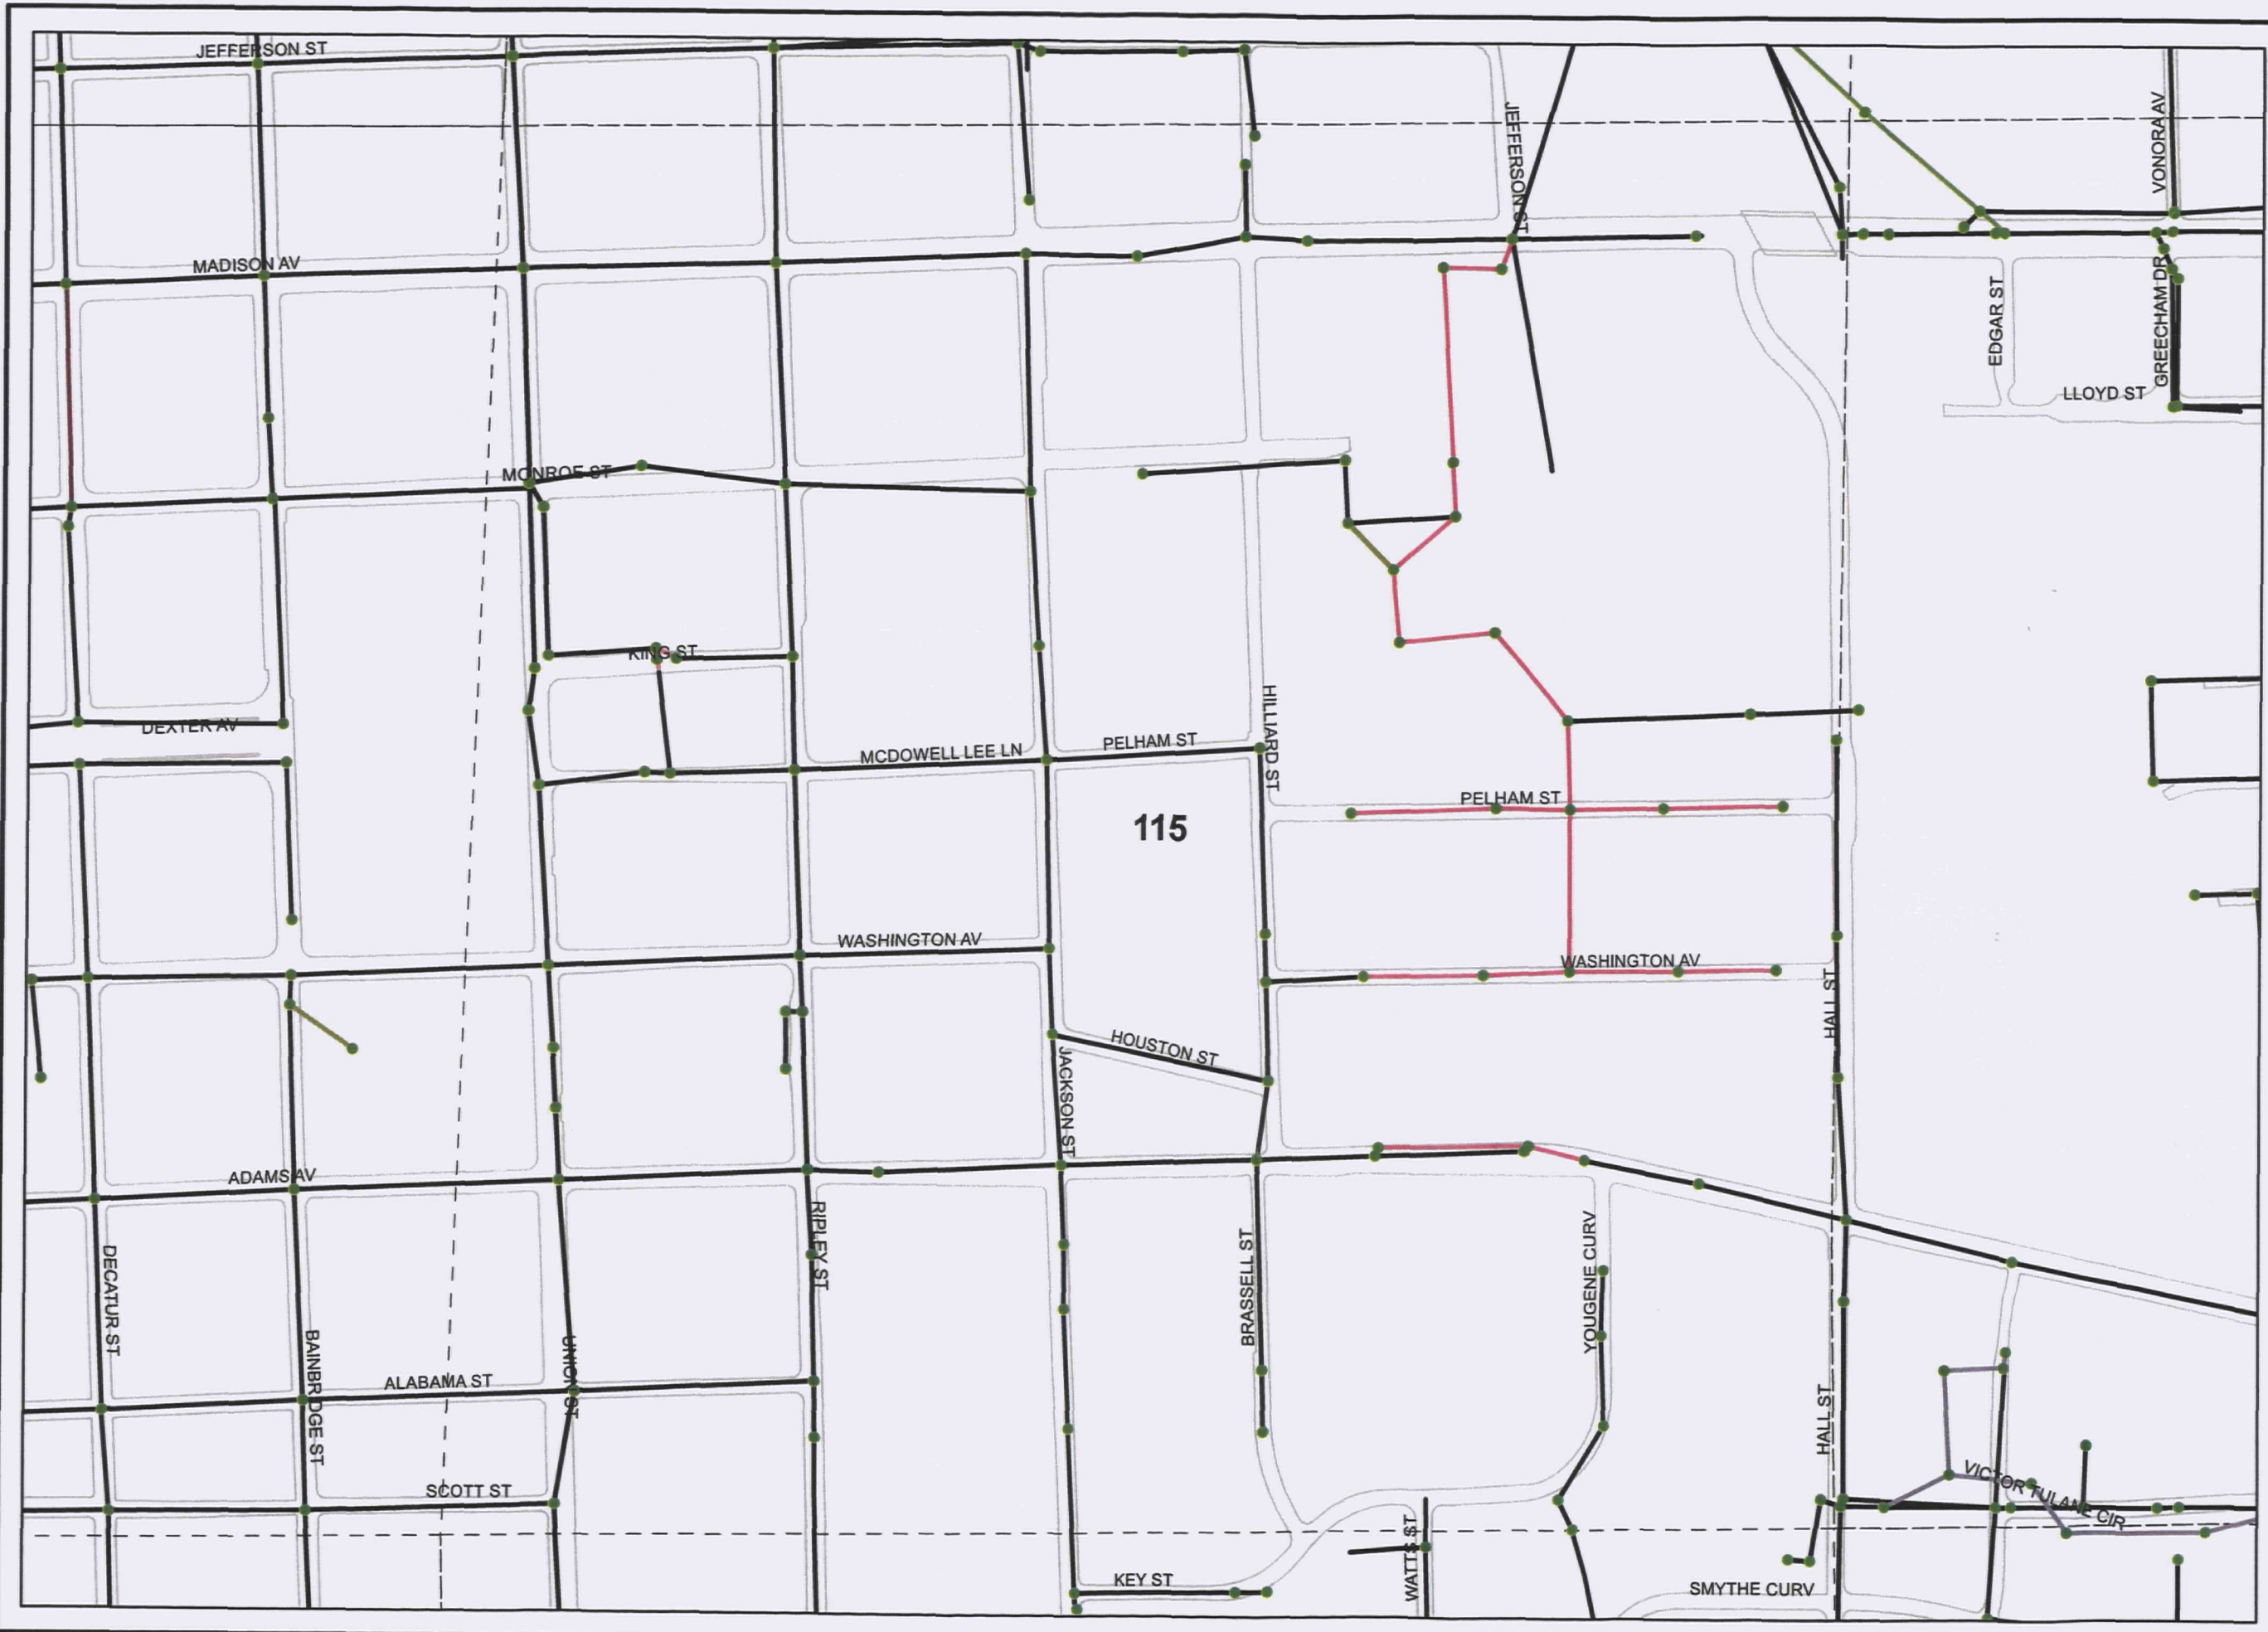 JEFFERSON ST
VONORA AV
JEFFERSON ST
MADISON AV
EDGAR ST
GREECHAM DR
LLOYD ST
MONROE ST
KING ST
DEXTER AV
MCDOWELL LEE LN
PELHAM ST
HILLIARD ST
PELHAM ST
115
WASHINGTON AV
WASHINGTON AV
HALL ST
HOUSTON ST
JACKSON ST
ADAMS AV
DECATUR ST
RIPLEY ST
BRASSELL ST
YOUGENE CURV
BAINBRIDGE ST
UNION ST
ALABAMA ST
HALL ST
SCOTT ST
VICTOR TULANE CIR
WATTS ST
KEY ST
SMYTHE CURV